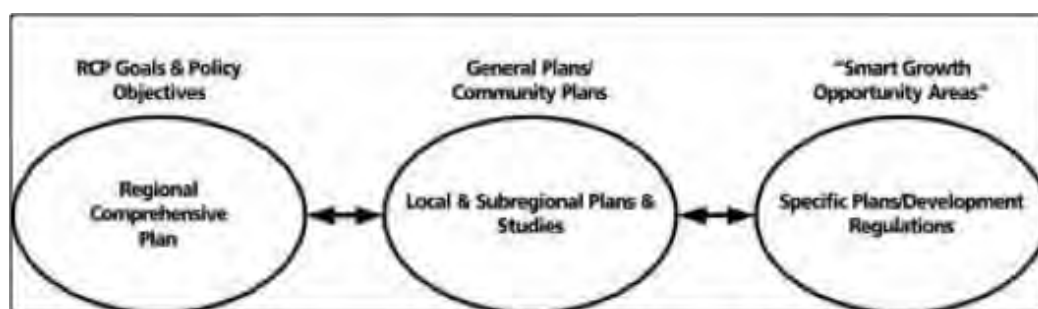 RCP Goals & Policy
Objectives
General Plans/
Community Plans
"Smart Growth
Opportunity Areas"
Regional
Comprehensive
Plan
Local & Subregional Plans &
Studies
Specific Plans/Development
Regulations